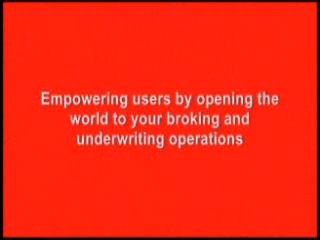 Empowering users by opening the
world to your broking and
underwriting operations